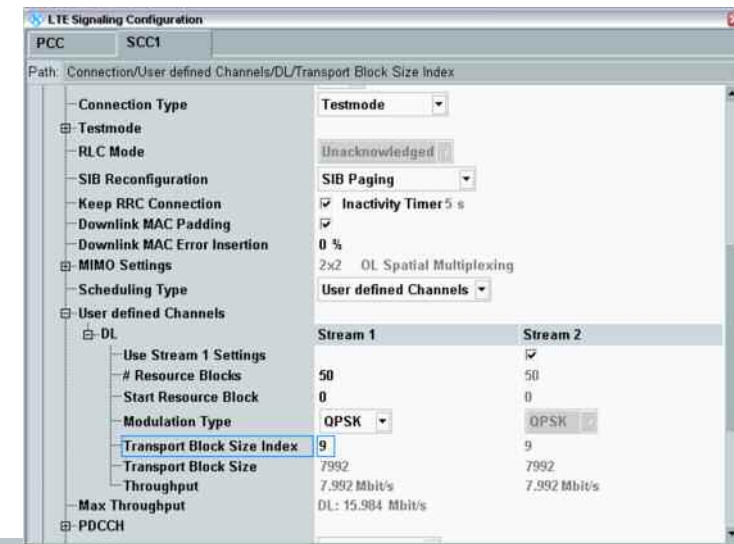 LTE Signaling Configuration
PCC SCC1
Path: Connection/User defined Channels/DL/Transport Block Size Index
Connection Type Testmode
Testmode
RLC Mode Unacknowledged
SIB Reconfiguration SIB Paging
Keep RRC Connection Inactivity Timer 5 s
Downlink MAC Padding
Downlink MAC Error Insertion 0 %
MIMO Settings 2x2 OL Spatial Multiplexing
Scheduling Type User defined Channels
User defined Channels
DL Stream 1 Stream 2
Use Stream 1 Settings
# Resource Blocks 50 50
Start Resource Block 0 0
Modulation Type QPSK QPSK
Transport Block Size Index 9 9
Transport Block Size 7992 7992
Throughput 7.992 Mbit/s 7.992 Mbit/s
Max Throughput DL: 15.984 Mbit/s
PDCCH